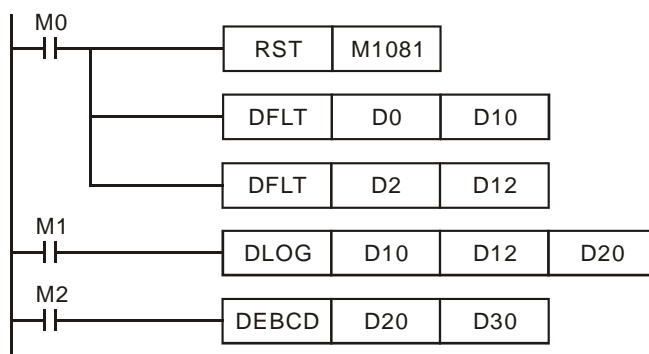 M0
RST M1081
DFLT D0 D10
DFLT D2 D12
M1
DLOG D10 D12 D20
M2
DEBCD D20 D30